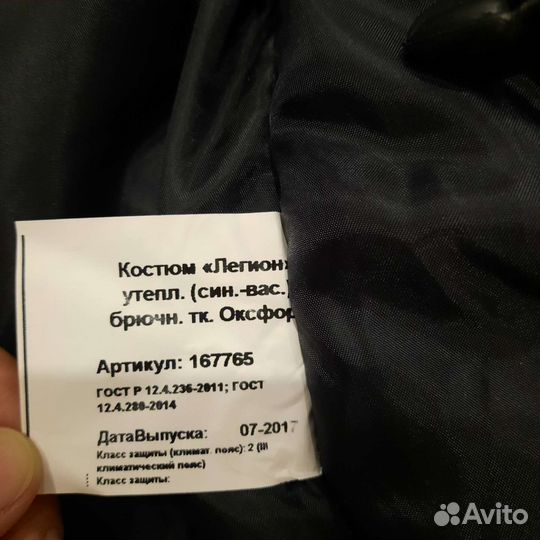 Костюм «Легион»
утепл. (син.-вас.)
брючн. тк. Оксфор
Артикул: 167765
ГОСТ Р 12.4.236-2011; ГОСТ
12.4.280-2014
ДатаВыпуска: 07-2017
Класс защиты (климат. пояс): 2 (III
климатический пояс)
Класс защиты:
Avito